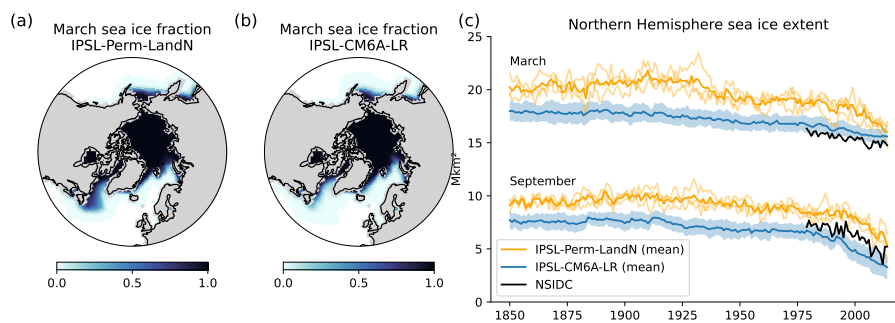 (a)
March sea ice fraction
IPSL-Perm-LandN
0.0
0.5
1.0
(b)
March sea ice fraction
IPSL-CM6A-LR
0.0
0.5
1.0
(c)
Northern Hemisphere sea ice extent
Mkm²
25
20
15
10
5
0
March
September
IPSL-Perm-LandN (mean)
IPSL-CM6A-LR (mean)
NSIDC
1850
1875
1900
1925
1950
1975
2000